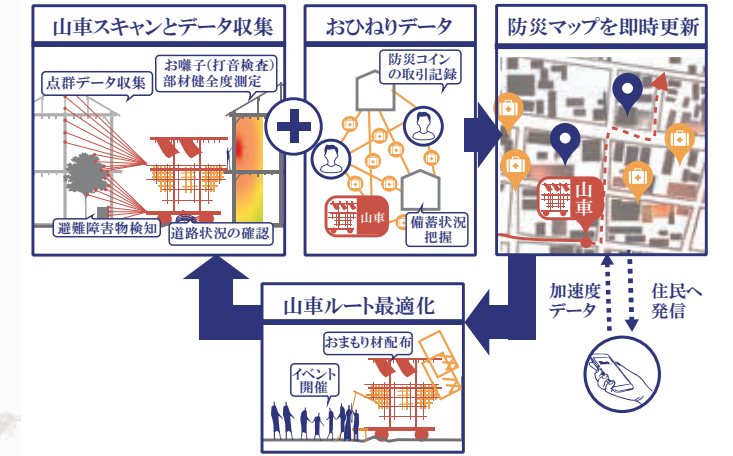 山車スキャンとデータ収集
点群データ収集
お囃子(打音検査)
部材健全度測定
避難障害物検知
道路状況の確認
おひねりデータ
防災コイン
の取引記録
山車
備蓄状況
把握
防災マップを即時更新
山
車
加速度
データ
住民へ
発信
山車ルート最適化
おまもり材配布
イベント
開催